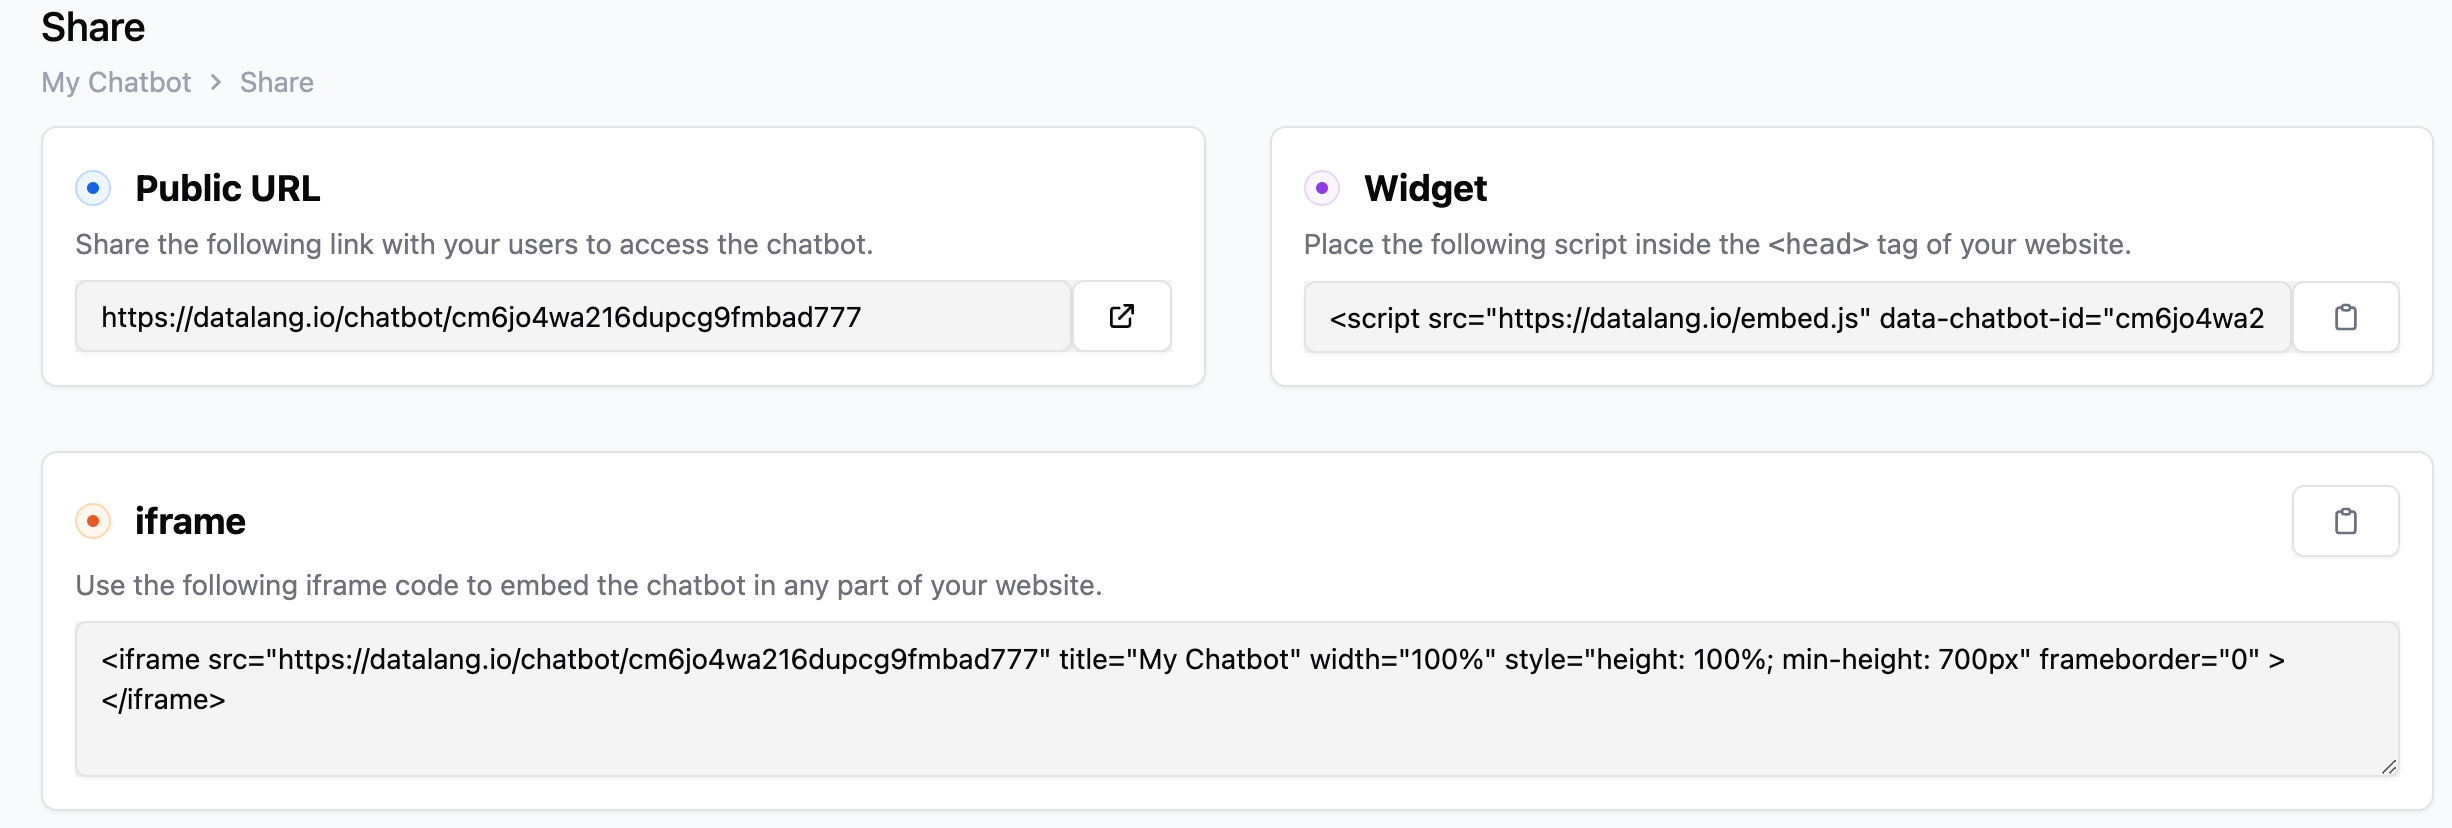 Share
My Chatbot > Share
Public URL
Share the following link with your users to access the chatbot.
https://datalang.io/chatbot/cm6jo4wa216dupcg9fmbad777
Widget
Place the following script inside the <head> tag of your website.
<script src="https://datalang.io/embed.js" data-chatbot-id="cm6jo4wa2
iframe
Use the following iframe code to embed the chatbot in any part of your website.
<iframe src="https://datalang.io/chatbot/cm6jo4wa216dupcg9fmbad777" title="My Chatbot" width="100%" style="height: 100%; min-height: 700px" frameborder="0" >
</iframe>